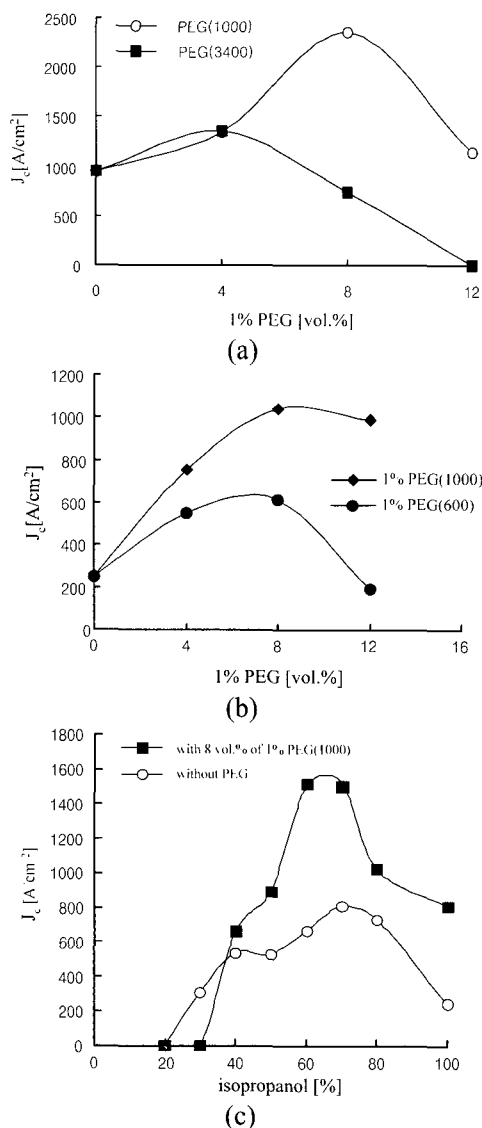 PEG(1000)
PEG(3400)
2500
2000
1500
1000
500
0
J_c[A/cm²]
0 4 8 12
1% PEG [vol.%]
(a)
1200
1000
800
600
400
200
0
J_c[A/cm²]
1% PEG(1000)
1% PEG(600)
0 4 8 12 16
1% PEG [vol.%]
(b)
with 8 vol.% of 1% PEG(1000)
without PEG
1800
1600
1400
1200
1000
800
600
400
200
0
J_c [A cm²]
0 20 40 60 80 100
isopropanol [%]
(c)